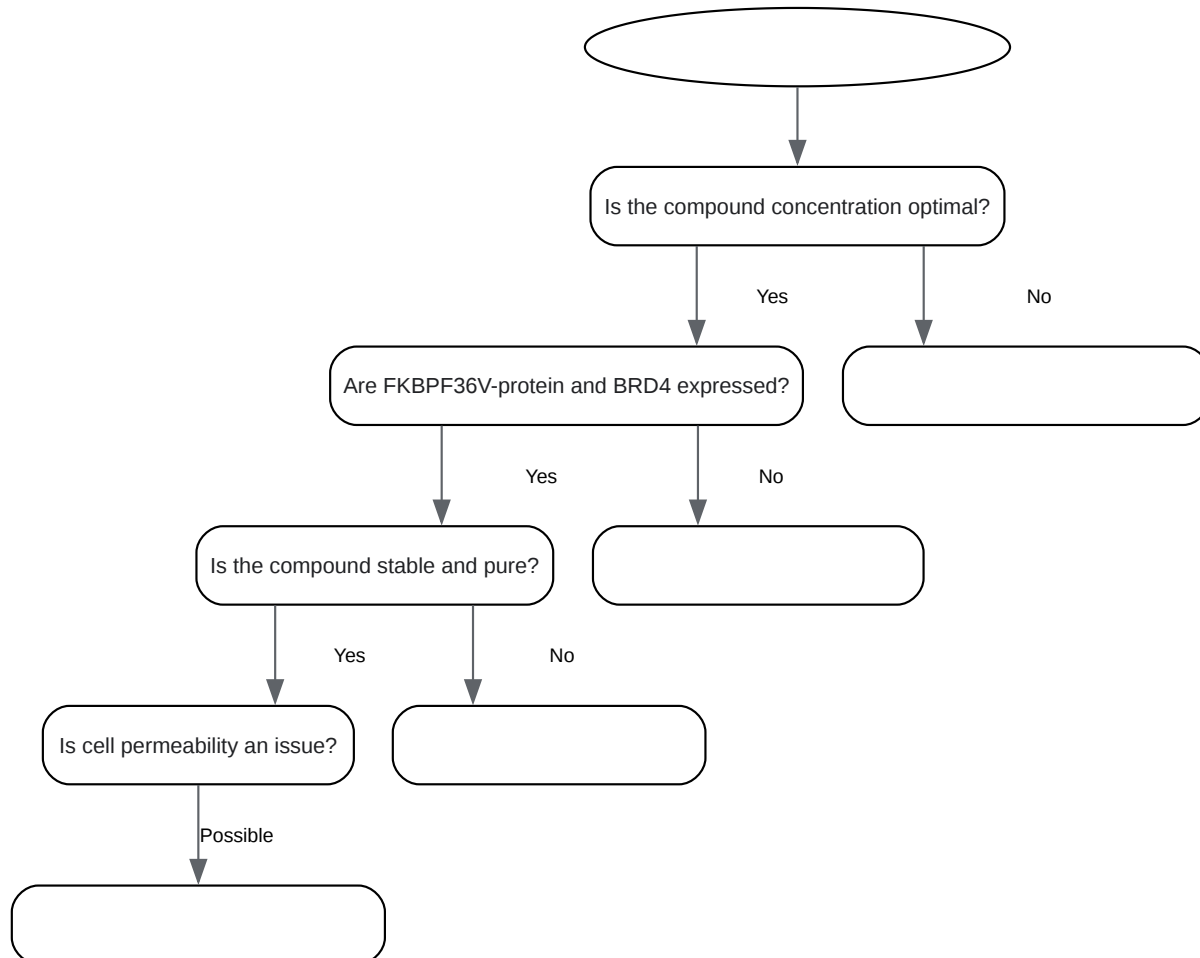 Is the compound concentration optimal?
Yes
No
Are FKBPF36V-protein and BRD4 expressed?
Yes
No
Is the compound stable and pure?
Yes
No
Is cell permeability an issue?
Possible